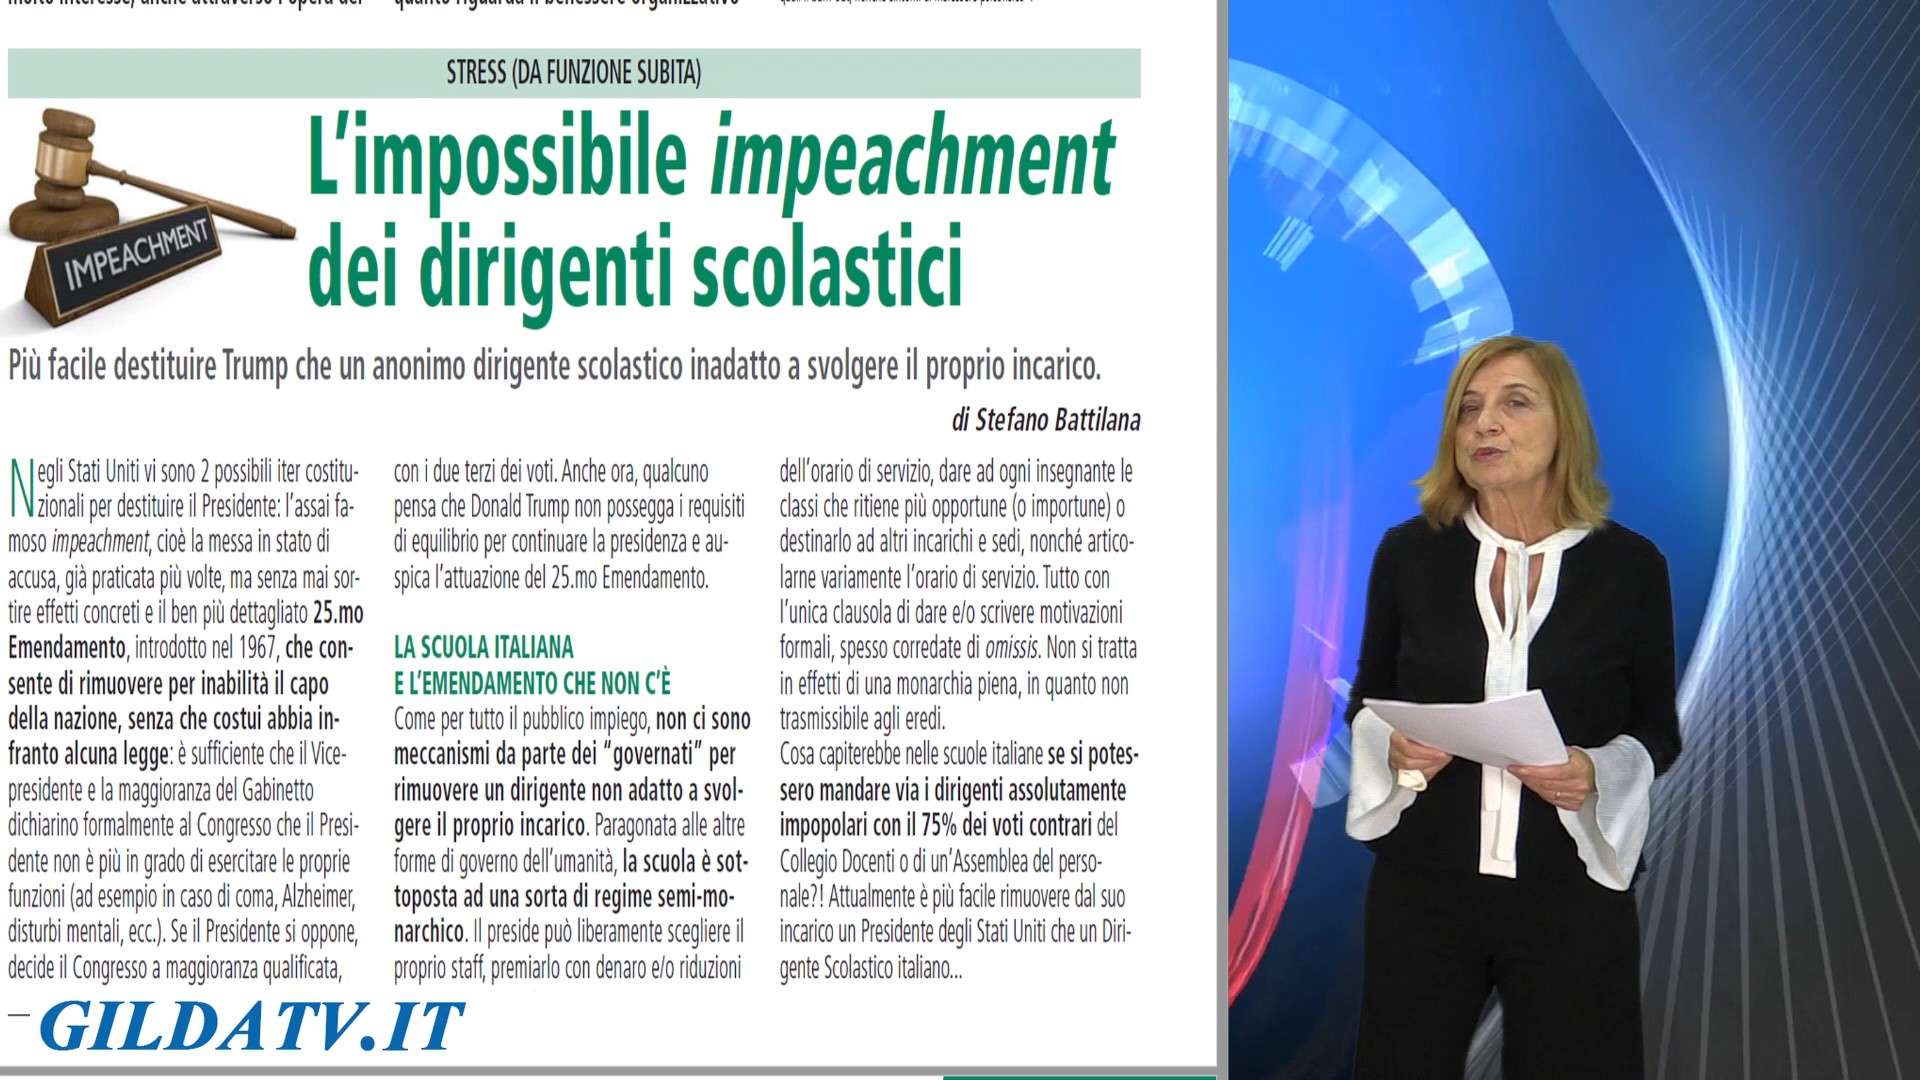 molto interesse, anche attraverso l'opera dei
quanto riguarda il benessere organizzativo
STRESS (DA FUNZIONE SUBITA)
IMPEACHMENT
L'impossibile impeachment
dei dirigenti scolastici
Più facile destituire Trump che un anonimo dirigente scolastico inadatto a svolgere il proprio incarico.
di Stefano Battilana
Negli Stati Uniti vi sono 2 possibili iter costitu-
zionali per destituire il Presidente: l'assai fa-
moso impeachment, cioè la messa in stato di
accusa, già praticata più volte, ma senza mai sor-
tire effetti concreti e il ben più dettagliato 25.mo
Emendamento, introdotto nel 1967, che con-
sente di rimuovere per inabilità il capo
della nazione, senza che costui abbia in-
franto alcuna legge: è sufficiente che il Vice-
presidente e la maggioranza del Gabinetto
dichiarino formalmente al Congresso che il Presi-
dente non è più in grado di esercitare le proprie
funzioni (ad esempio in caso di coma, Alzheimer,
disturbi mentali, ecc.). Se il Presidente si oppone,
decide il Congresso a maggioranza qualificata,
con i due terzi dei voti. Anche ora, qualcuno
pensa che Donald Trump non possegga i requisiti
di equilibrio per continuare la presidenza e au-
spica l'attuazione del 25.mo Emendamento.
LA SCUOLA ITALIANA
E L'EMENDAMENTO CHE NON C'È
Come per tutto il pubblico impiego, non ci sono
meccanismi da parte dei "governati" per
rimuovere un dirigente non adatto a svol-
gere il proprio incarico. Paragonata alle altre
forme di governo dell'umanità, la scuola è sot-
toposta ad una sorta di regime semi-mo-
narchico. Il preside può liberamente scegliere il
proprio staff, premiarlo con denaro e/o riduzioni
dell'orario di servizio, dare ad ogni insegnante le
classi che ritiene più opportune (o importune) o
destinarlo ad altri incarichi e sedi, nonché artico-
larne variamente l'orario di servizio. Tutto con
l'unica clausola di dare e/o scrivere motivazioni
formali, spesso corredate di omissis. Non si tratta
in effetti di una monarchia piena, in quanto non
trasmissibile agli eredi.
Cosa capiterebbe nelle scuole italiane se si potes-
sero mandare via i dirigenti assolutamente
impopolari con il 75% dei voti contrari del
Collegio Docenti o di un'Assemblea del perso-
nale?! Attualmente è più facile rimuovere dal suo
incarico un Presidente degli Stati Uniti che un Diri-
gente Scolastico italiano...
GILDATV.IT